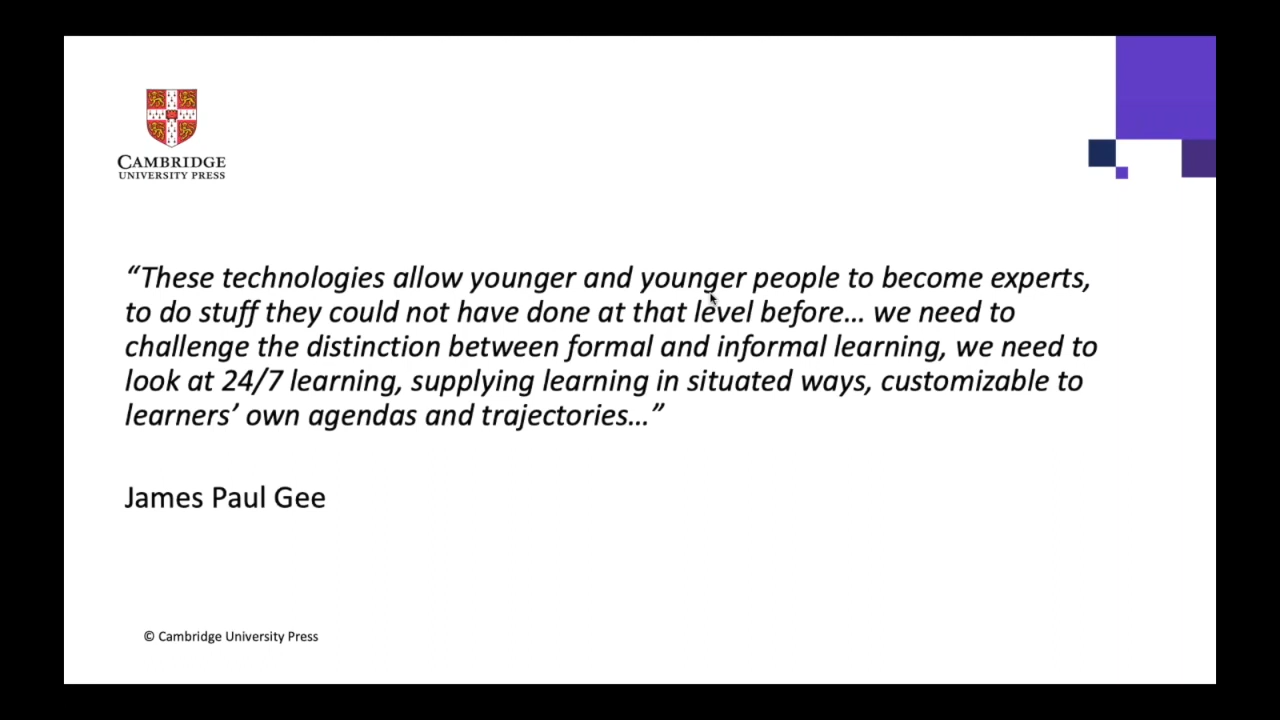 CAMBRIDGE
UNIVERSITY PRESS
“These technologies allow younger and younger people to become experts,
to do stuff they could not have done at that level before… we need to
challenge the distinction between formal and informal learning, we need to
look at 24/7 learning, supplying learning in situated ways, customizable to
learners’ own agendas and trajectories…”
James Paul Gee
© Cambridge University Press